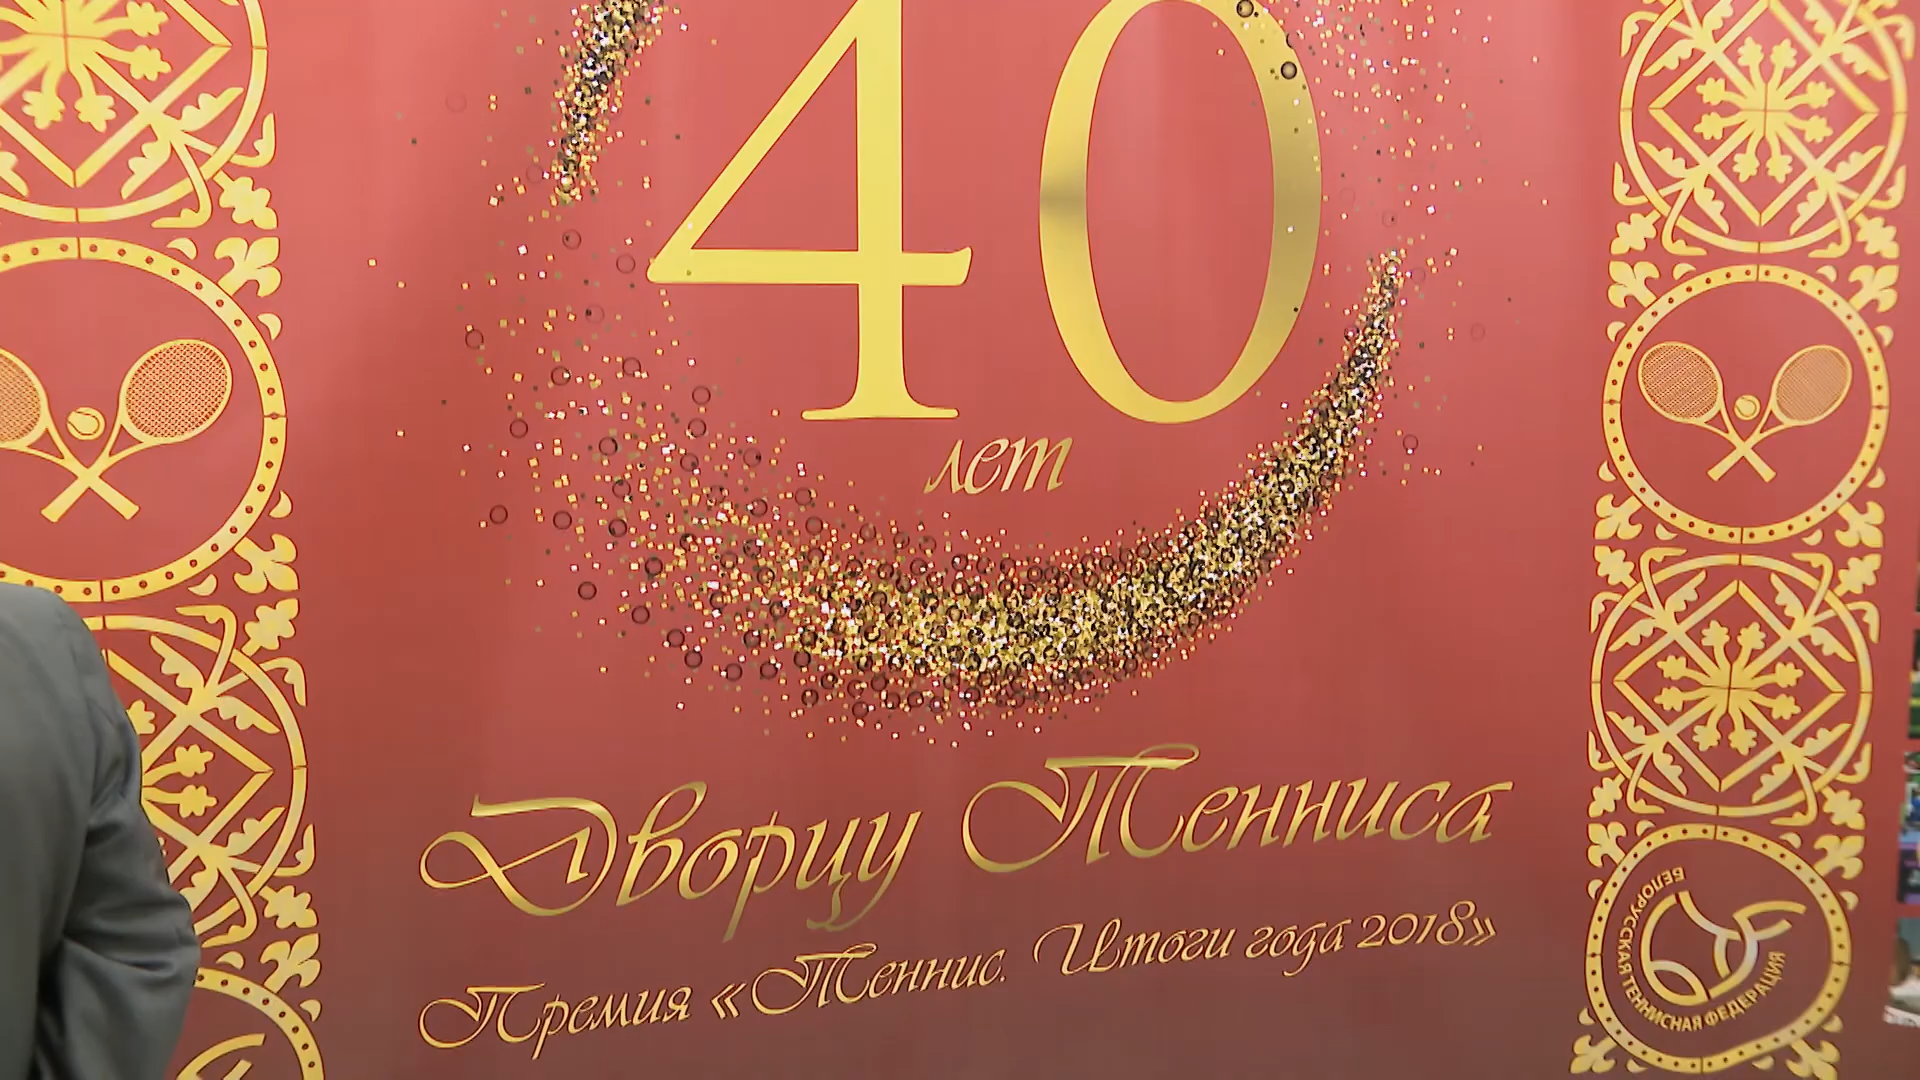 40
лет
Дворцу Тенниса
Премия «Теннис. Итоги года 2018»
БЕЛОРУССКАЯ ТЕННИСНАЯ ФЕДЕРАЦИЯ